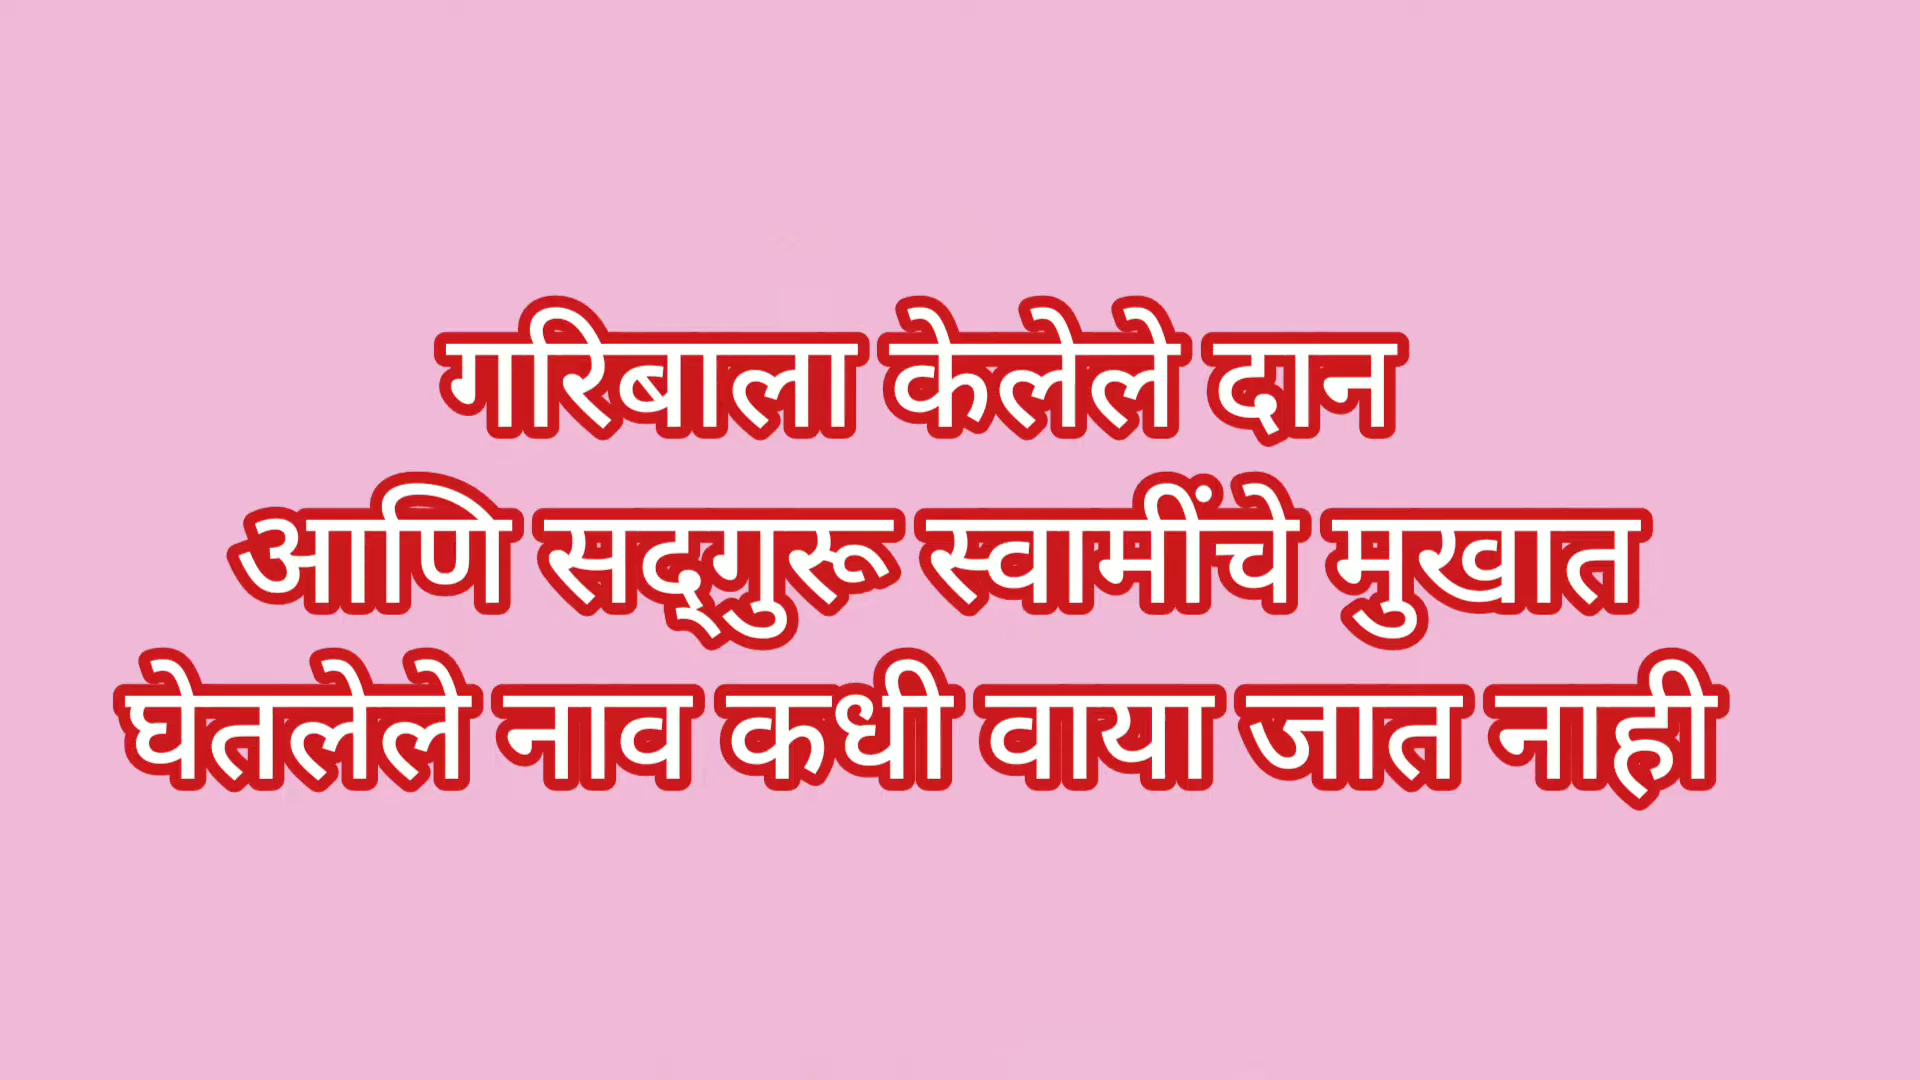 गरिबाला केलेले दान
आणि सद्‌गुरू स्वामींचे मुखात
घेतलेले नाव कधी वाया जात नाही